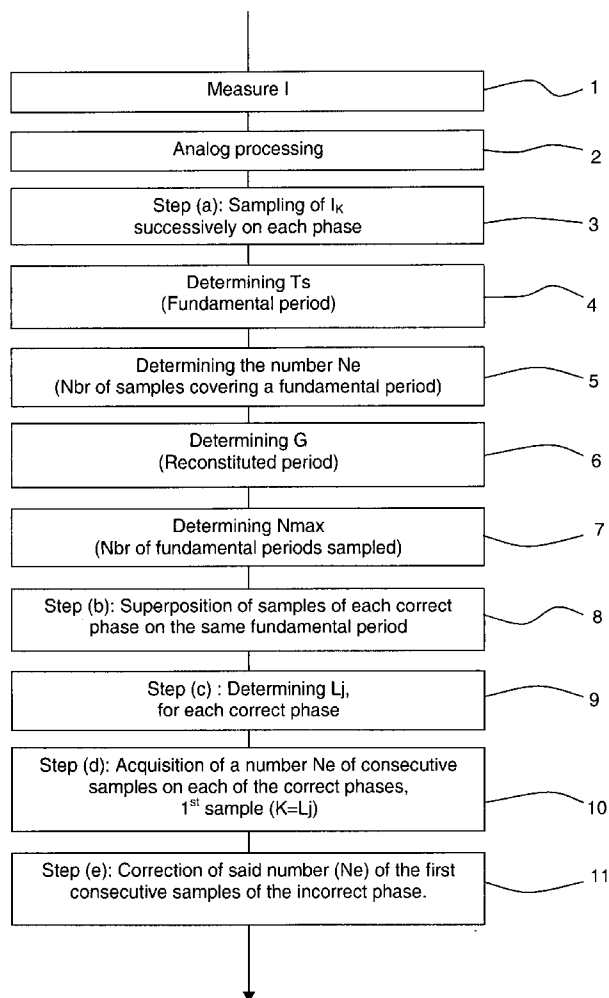 Measure I
1
Analog processing
2
Step (a): Sampling of IK
successively on each phase
3
Determining Ts
(Fundamental period)
4
Determining the number Ne
(Nbr of samples covering a fundamental period)
5
Determining G
(Reconstituted period)
6
Determining Nmax
(Nbr of fundamental periods sampled)
7
Step (b): Superposition of samples of each correct
phase on the same fundamental period
8
Step (c) : Determining Lj,
for each correct phase
9
Step (d): Acquisition of a number Ne of consecutive
samples on each of the correct phases,
1st sample (K=Lj)
10
Step (e): Correction of said number (Ne) of the first
consecutive samples of the incorrect phase.
11